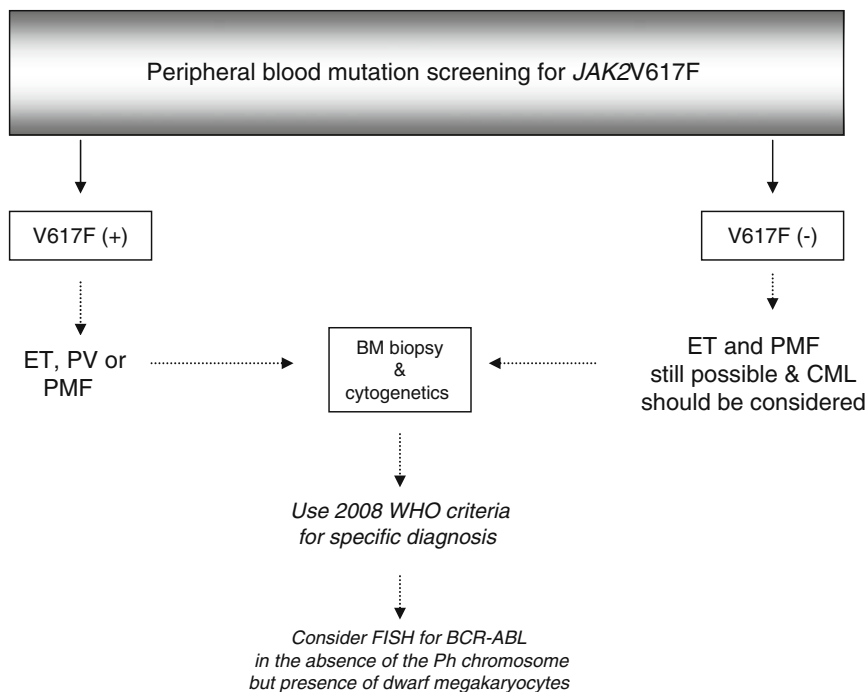 Peripheral blood mutation screening for JAK2V617F
V617F (+)
V617F (-)
ET, PV or
PMF
BM biopsy
&
cytogenetics
ET and PMF
still possible & CML
should be considered
Use 2008 WHO criteria
for specific diagnosis
Consider FISH for BCR-ABL
in the absence of the Ph chromosome
but presence of dwarf megakaryocytes